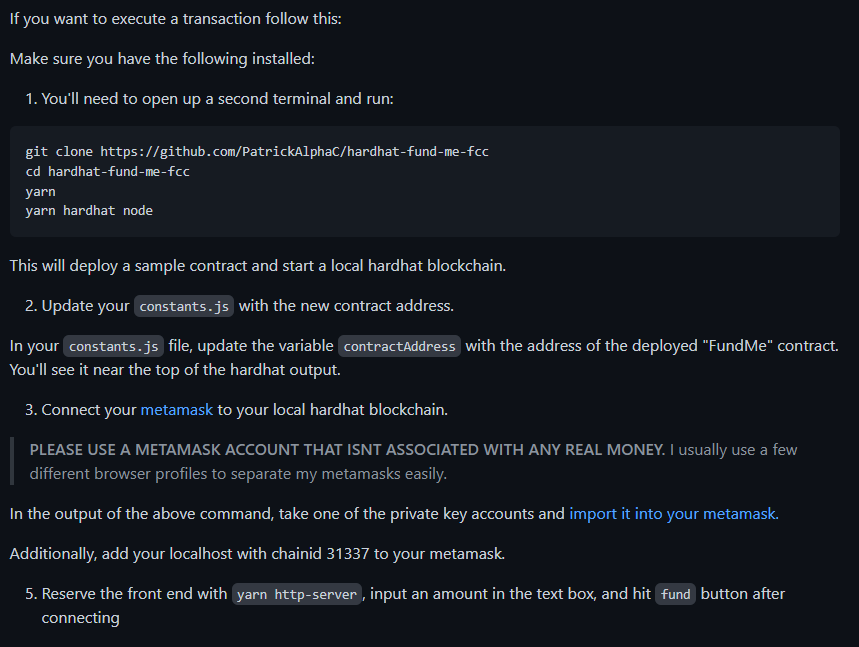 If you want to execute a transaction follow this:
Make sure you have the following installed:
1. You'll need to open up a second terminal and run:
git clone https://github.com/PatrickAlphaC/hardhat-fund-me-fcc
cd hardhat-fund-me-fcc
yarn
yarn hardhat node
This will deploy a sample contract and start a local hardhat blockchain.
2. Update your constants.js with the new contract address.
In your constants.js file, update the variable contractAddress with the address of the deployed "FundMe" contract.
You'll see it near the top of the hardhat output.
3. Connect your metamask to your local hardhat blockchain.
PLEASE USE A METAMASK ACCOUNT THAT ISNT ASSOCIATED WITH ANY REAL MONEY. I usually use a few
different browser profiles to separate my metamasks easily.
In the output of the above command, take one of the private key accounts and import it into your metamask.
Additionally, add your localhost with chainid 31337 to your metamask.
5. Reserve the front end with yarn http-server, input an amount in the text box, and hit fund button after
connecting